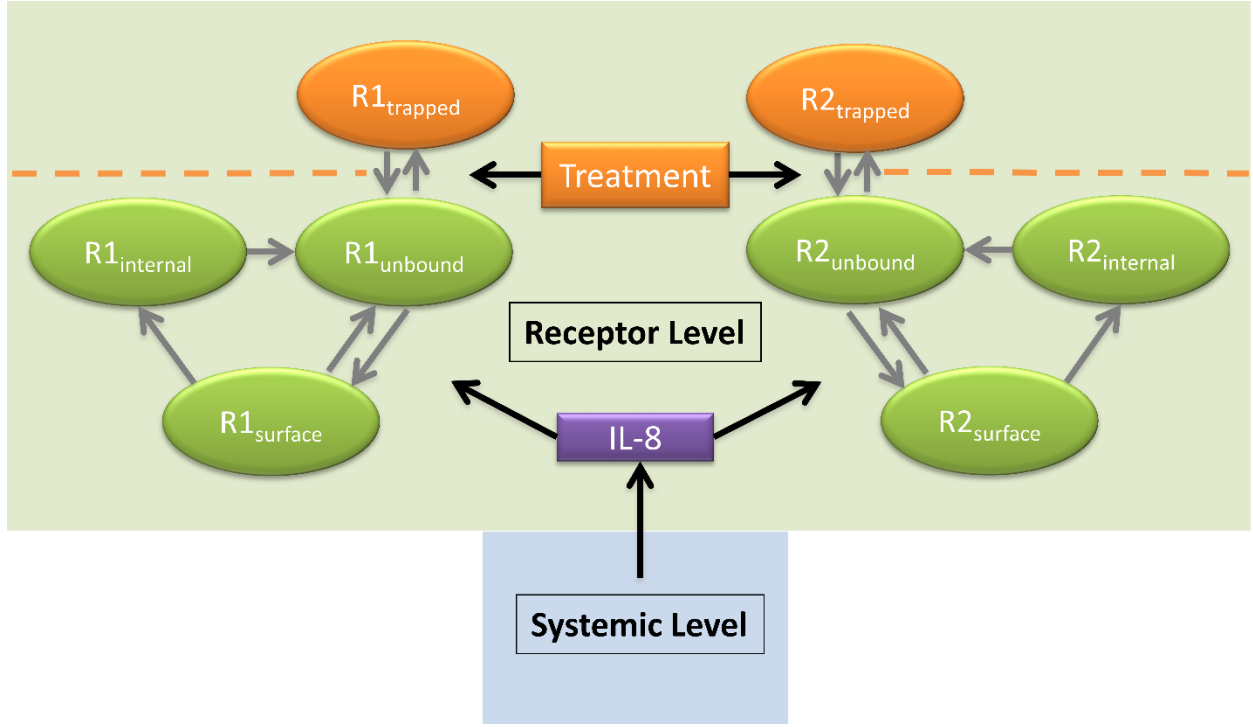 R1trapped
R2trapped
Treatment
R1internal
R1unbound
R2unbound
R2internal
Receptor Level
R1surface
IL-8
R2surface
Systemic Level